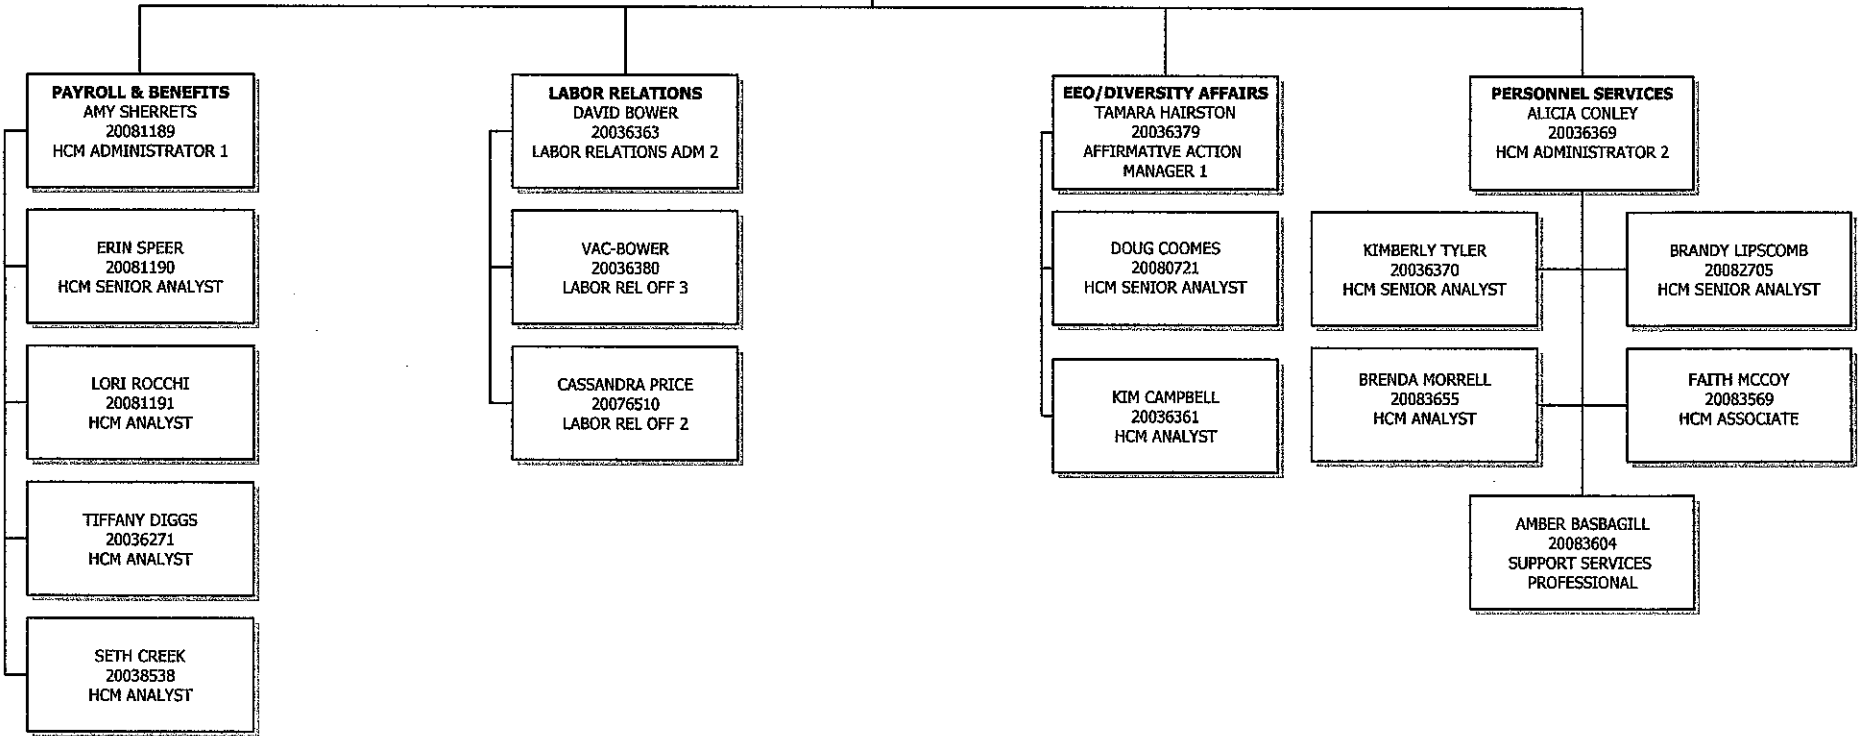 PAYROLL & BENEFITS
AMY SHERRETS
20081189
HCM ADMINISTRATOR 1
ERIN SPEER
20081190
HCM SENIOR ANALYST
LORI ROCCHI
20081191
HCM ANALYST
TIFFANY DIGGS
20036271
HCM ANALYST
SETH CREEK
20038538
HCM ANALYST
LABOR RELATIONS
DAVID BOWER
20036363
LABOR RELATIONS ADM 2
VAC-BOWER
20036380
LABOR REL OFF 3
CASSANDRA PRICE
20076510
LABOR REL OFF 2
EEO/DIVERSITY AFFAIRS
TAMARA HAIRSTON
20036379
AFFIRMATIVE ACTION
MANAGER 1
DOUG COOMES
20080721
HCM SENIOR ANALYST
KIM CAMPBELL
20036361
HCM ANALYST
PERSONNEL SERVICES
ALICIA CONLEY
20036369
HCM ADMINISTRATOR 2
KIMBERLY TYLER
20036370
HCM SENIOR ANALYST
BRANDY LIPSCOMB
20082705
HCM SENIOR ANALYST
BRENDA MORRELL
20083655
HCM ANALYST
FAITH MCCOY
20083569
HCM ASSOCIATE
AMBER BASBAGILL
20083604
SUPPORT SERVICES
PROFESSIONAL